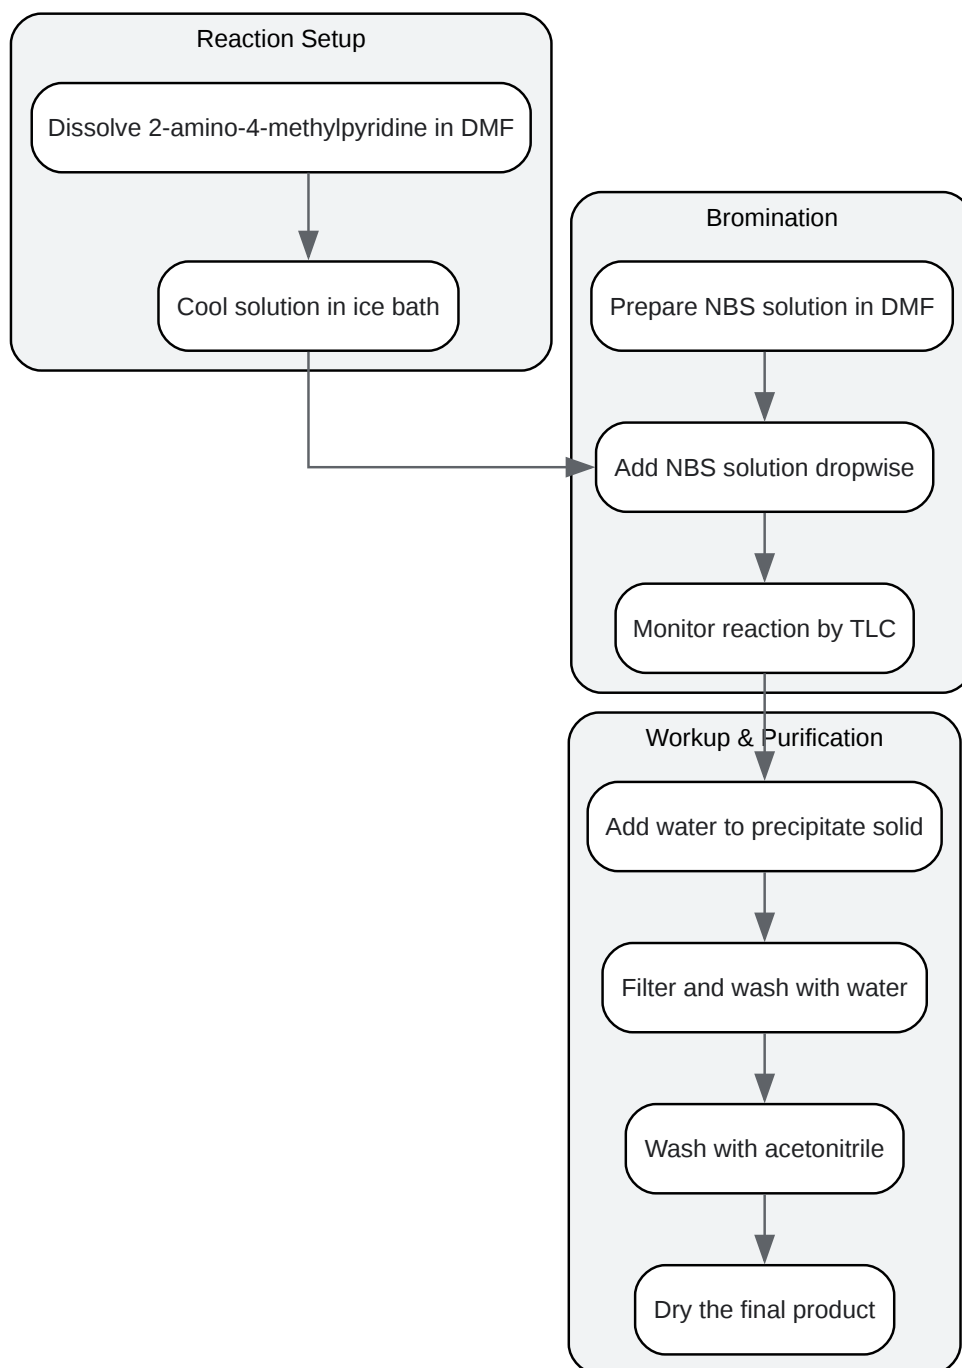 Reaction Setup
Dissolve 2-amino-4-methylpyridine in DMF
Cool solution in ice bath
Bromination
Prepare NBS solution in DMF
Add NBS solution dropwise
Monitor reaction by TLC
Workup & Purification
Add water to precipitate solid
Filter and wash with water
Wash with acetonitrile
Dry the final product